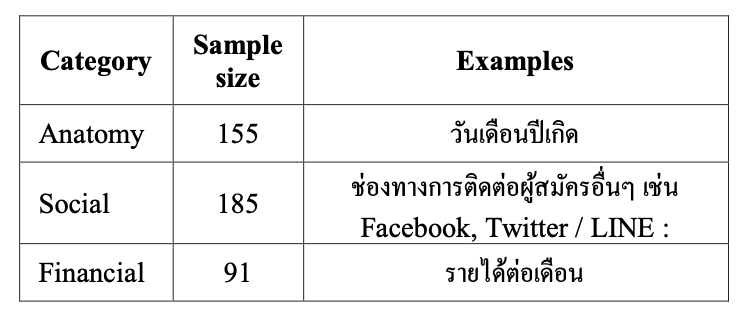 Category Sample size Examples
Anatomy 155 วันเดือนปีเกิด
Social 185 ช่องทางการติดต่อผู้สมัครอื่นๆ เช่น
Facebook, Twitter / LINE :
Financial 91 รายได้ต่อเดือน